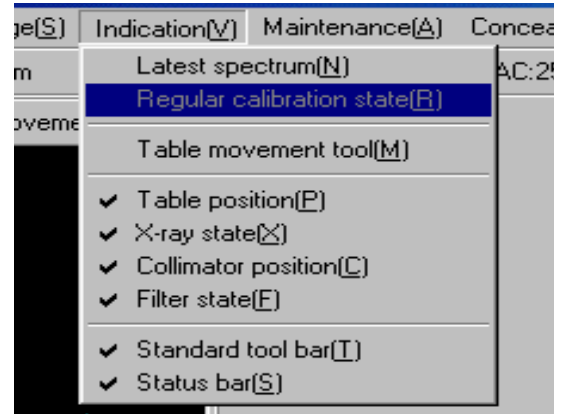 ge(S) Indication(V) Maintenance(A) Concea
m Latest spectrum(N) AC:25
Regular calibration state(R)
oveme
Table movement tool(M)
✓ Table position(P)
✓ X-ray state(X)
✓ Collimator position(C)
✓ Filter state(F)
✓ Standard tool bar(T)
✓ Status bar(S)